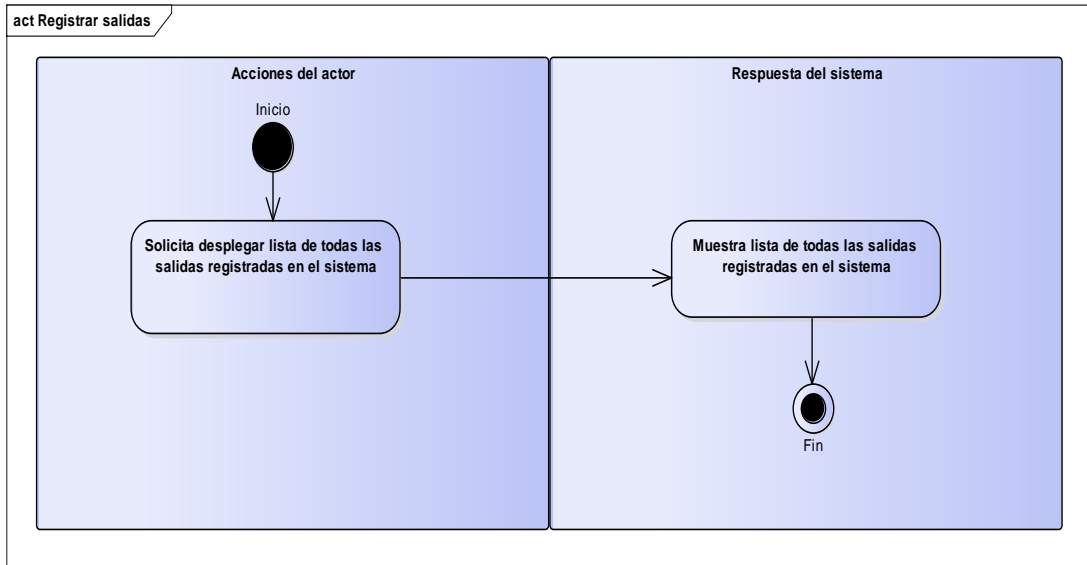 act Registrar salidas
Acciones del actor
Respuesta del sistema
Inicio
Solicita desplegar lista de todas las
salidas registradas en el sistema
Muestra lista de todas las salidas
registradas en el sistema
Fin